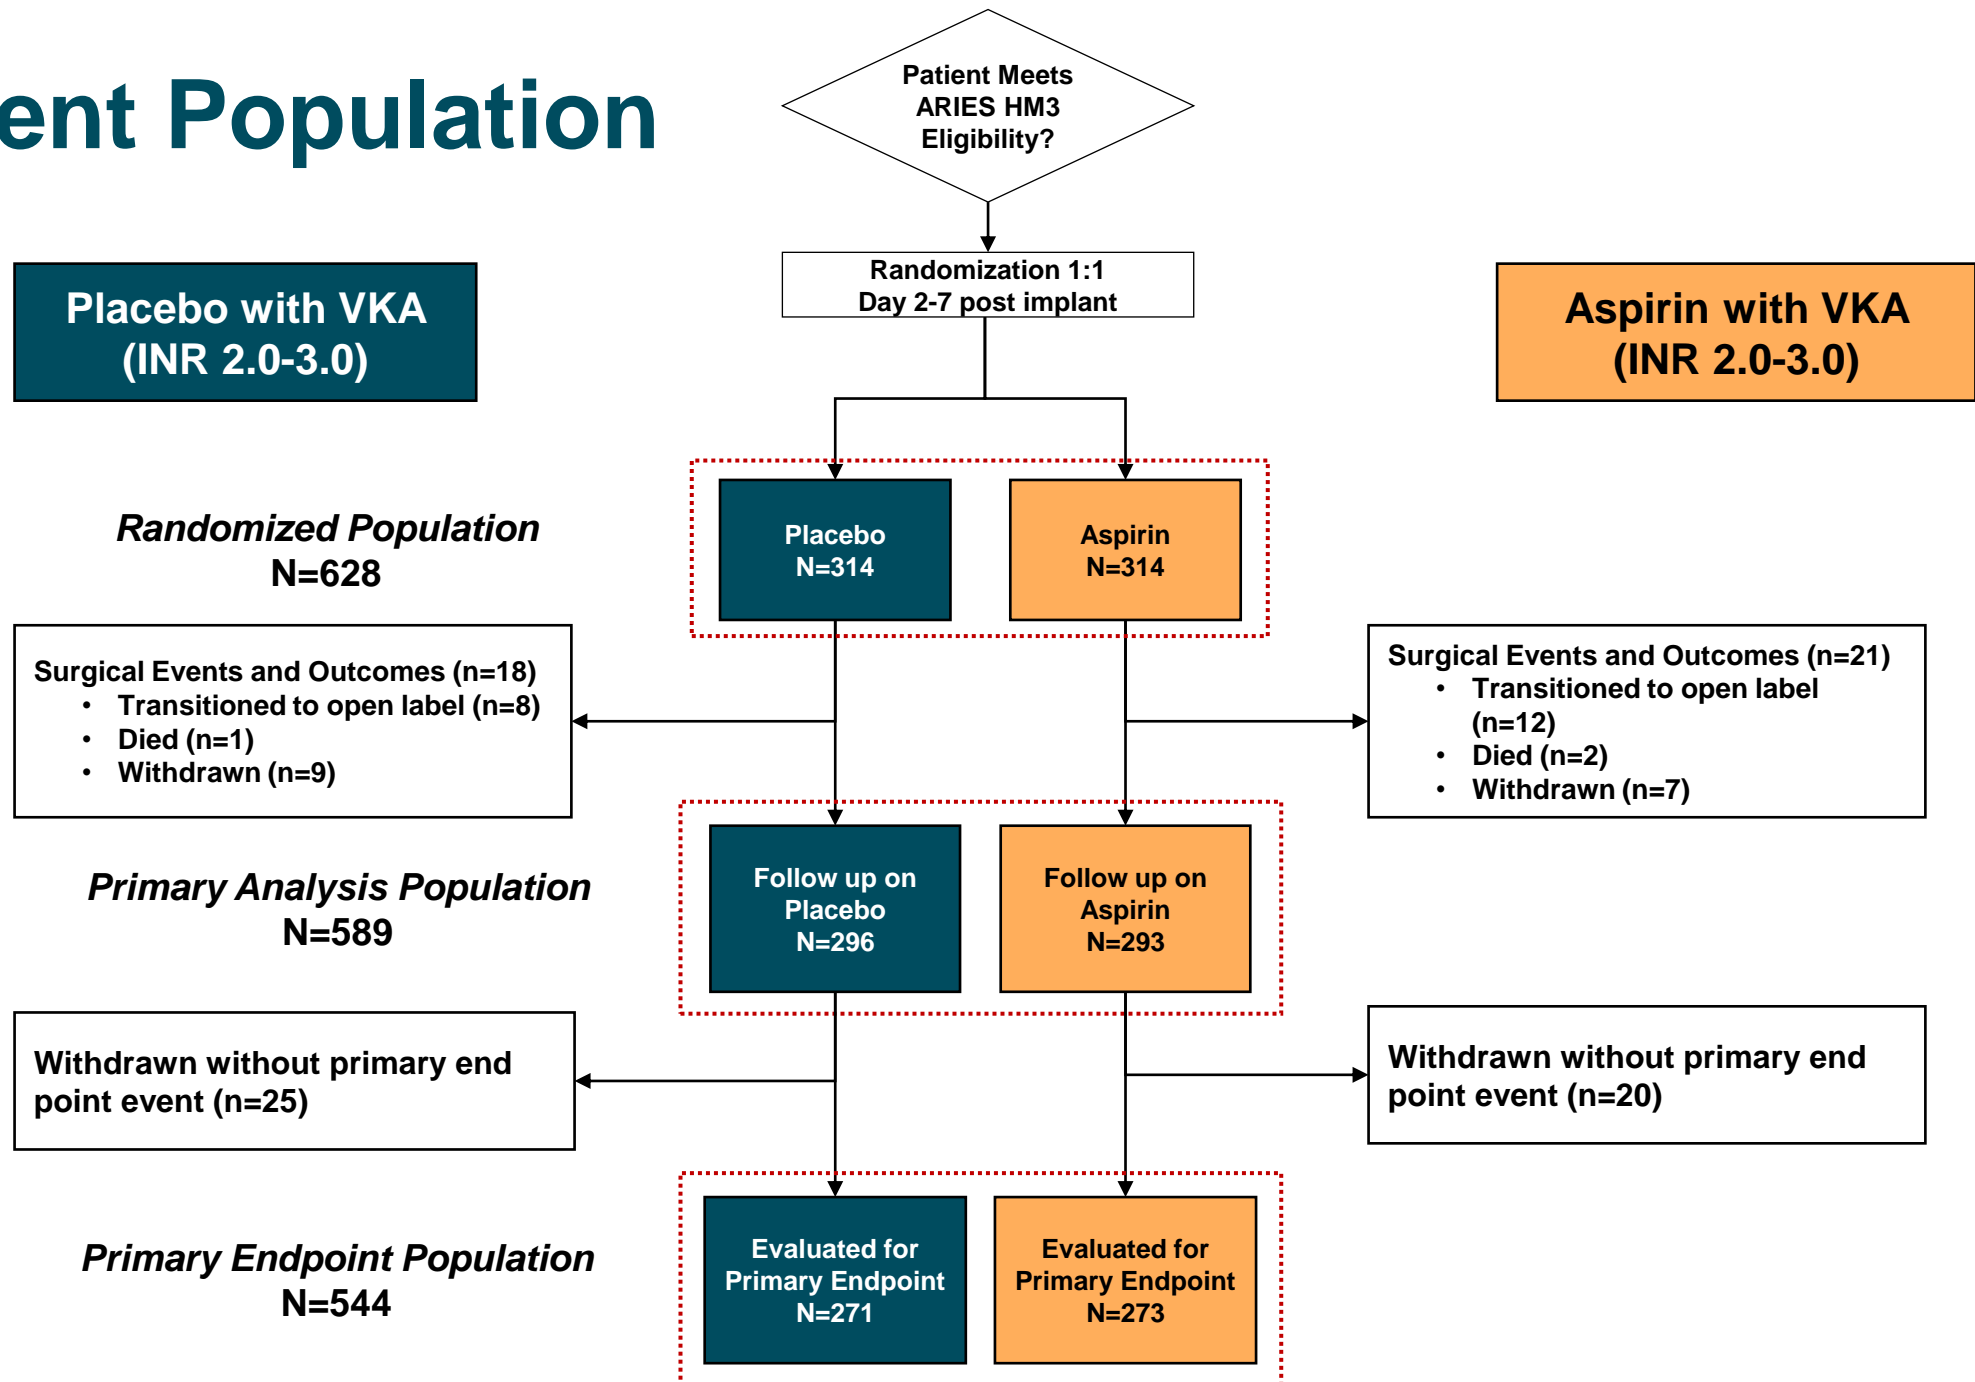 ent Population
Patient Meets
ARIES HM3
Eligibility?
Randomization 1:1
Day 2-7 post implant
Placebo with VKA
(INR 2.0-3.0)
Aspirin with VKA
(INR 2.0-3.0)
Randomized Population
N=628
Placebo
N=314
Aspirin
N=314
Surgical Events and Outcomes (n=18)
• Transitioned to open label (n=8)
• Died (n=1)
• Withdrawn (n=9)
Surgical Events and Outcomes (n=21)
• Transitioned to open label
(n=12)
• Died (n=2)
• Withdrawn (n=7)
Primary Analysis Population
N=589
Follow up on
Placebo
N=296
Follow up on
Aspirin
N=293
Withdrawn without primary end
point event (n=25)
Withdrawn without primary end
point event (n=20)
Primary Endpoint Population
N=544
Evaluated for
Primary Endpoint
N=271
Evaluated for
Primary Endpoint
N=273